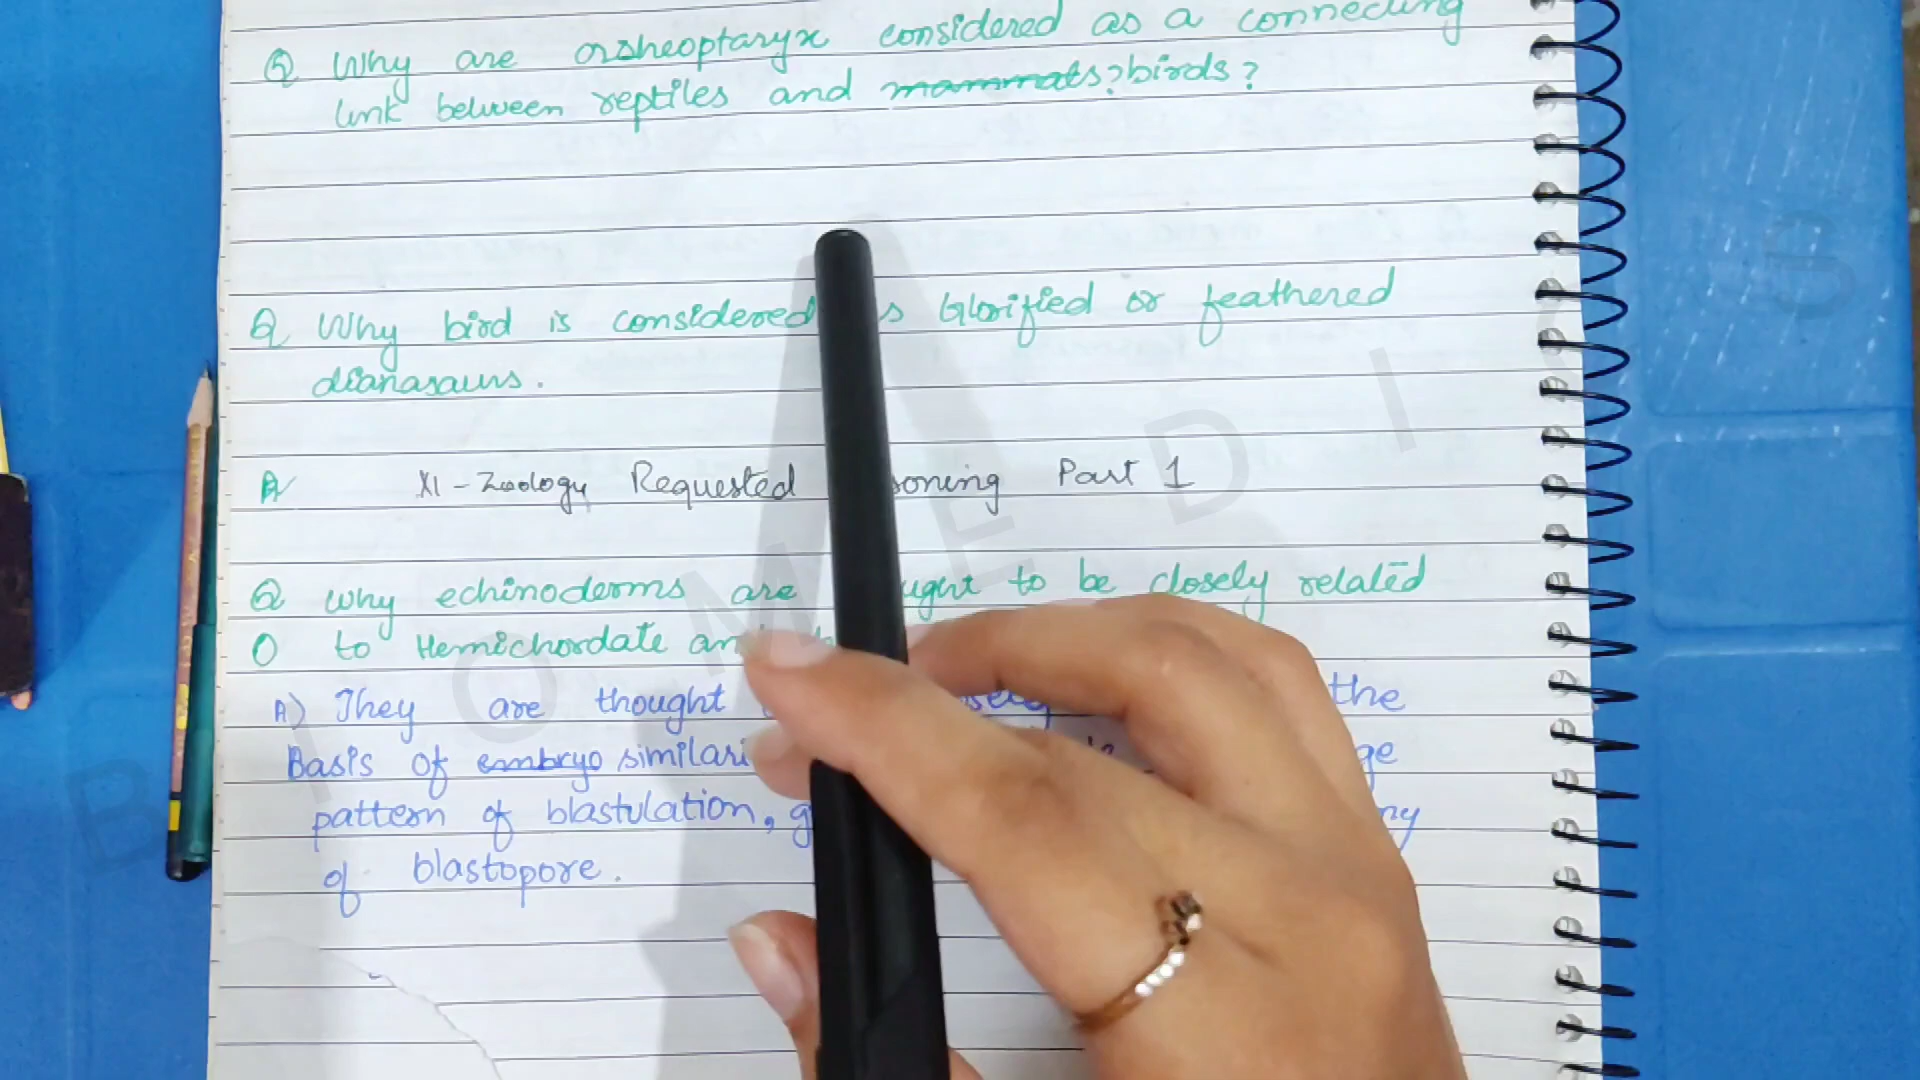 Q Why are arsheoptaryx considered as a connecting
link between reptiles and mammals? birds?
Q Why bird is considered s Glorified or feathered
dianasaurs.
A XI - Zoology Requested soning Part 1
Q why echinoderms are ught to be closely related
O to Hemichordate an
A) They are thought the
Basis of embryo similari ge
pattern of blastulation, g ny
of blastopore.
BIOMEDIS